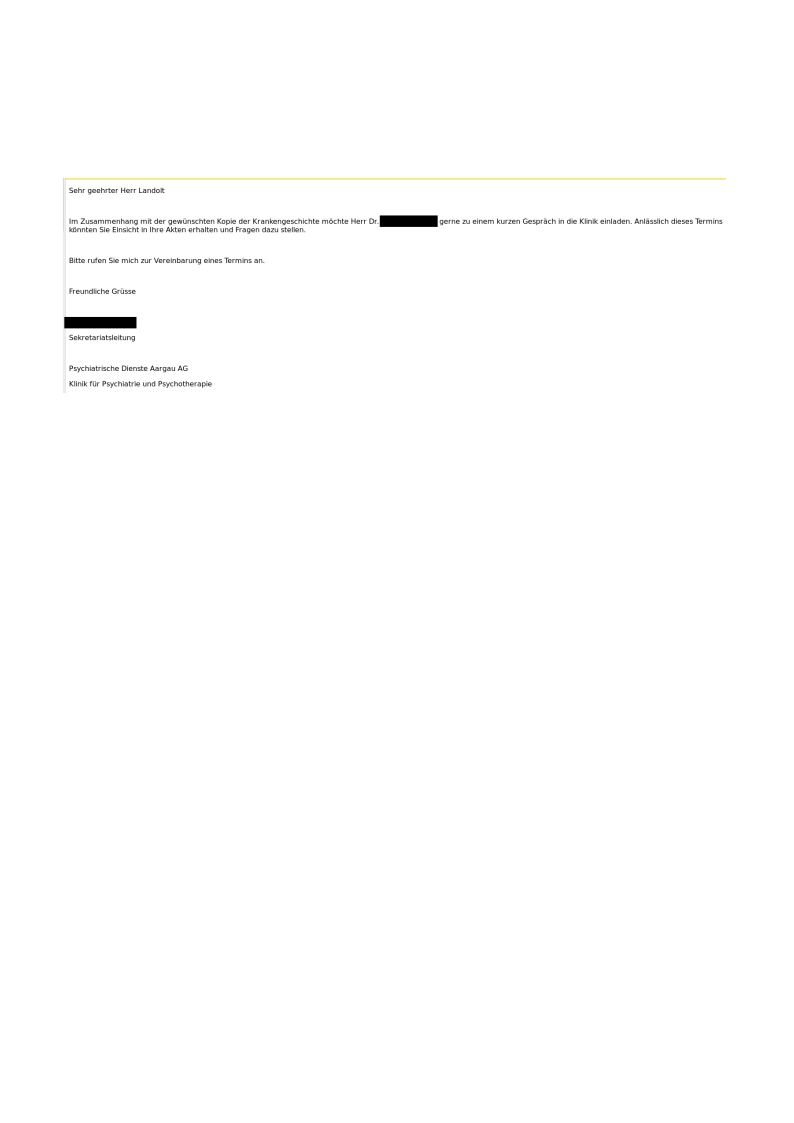 Sehr geehrter Herr Landolt
Im Zusammenhang mit der gewünschten Kopie der Krankengeschichte möchte Herr Dr. gerne zu einem kurzen Gespräch in die Klinik einladen. Anlässlich dieses Termins
könnten Sie Einsicht in Ihre Akten erhalten und Fragen dazu stellen.
Bitte rufen Sie mich zur Vereinbarung eines Termins an.
Freundliche Grüsse
Sekretariatsleitung
Psychiatrische Dienste Aargau AG
Klinik für Psychiatrie und Psychotherapie